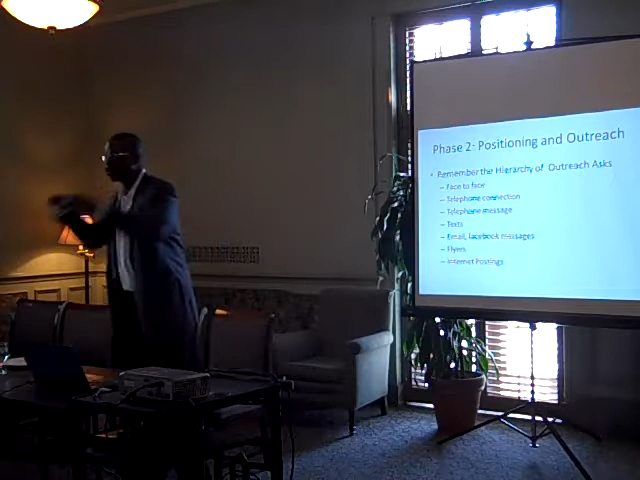 Phase 2: Positioning and Outreach
• Remember the Hierarchy of Outreach Asks
– Face to face
– Telephone connection
– Telephone message
– Texts
– Email, facebook messages
– Flyers
– Internet Postings